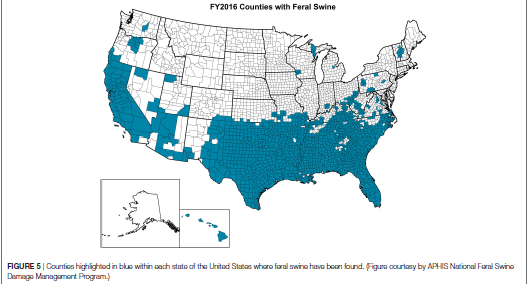 FY2016 Counties with Feral Swine
FIGURE 5 | Counties highlighted in blue within each state of the United States where feral swine have been found. (Figure courtesy by APHIS National Feral Swine
Damage Management Program.)